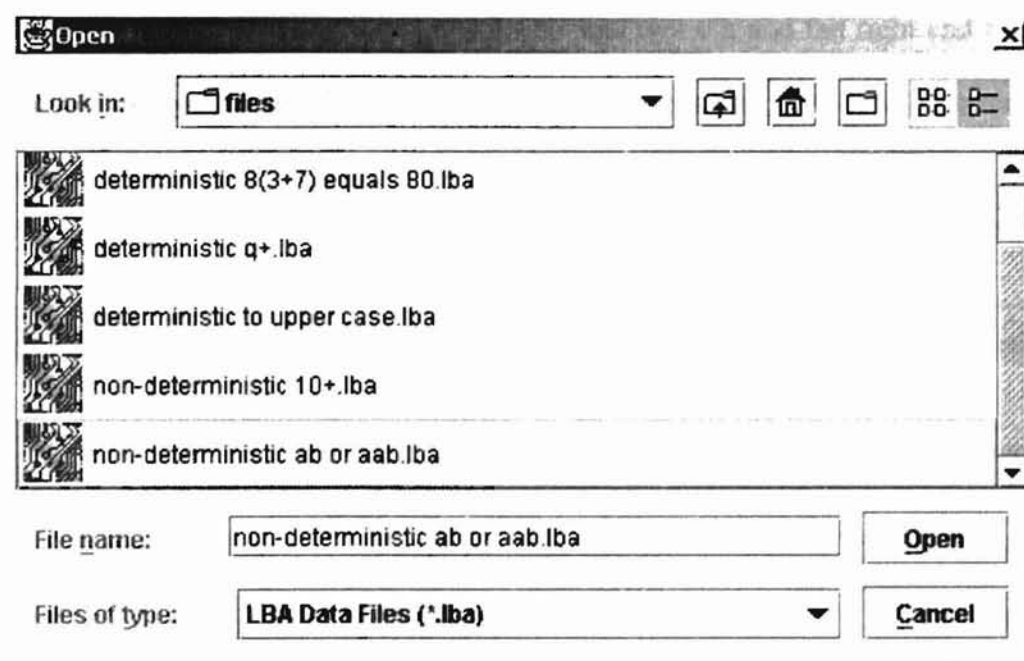 Open
Look in: files
deterministic 8(3+7) equals 80.lba
deterministic q+.lba
deterministic to upper case.lba
non-deterministic 10+.lba
non-deterministic ab or aab.lba
File name: non-deterministic ab or aab.lba Open
Files of type: LBA Data Files (*.lba) Cancel